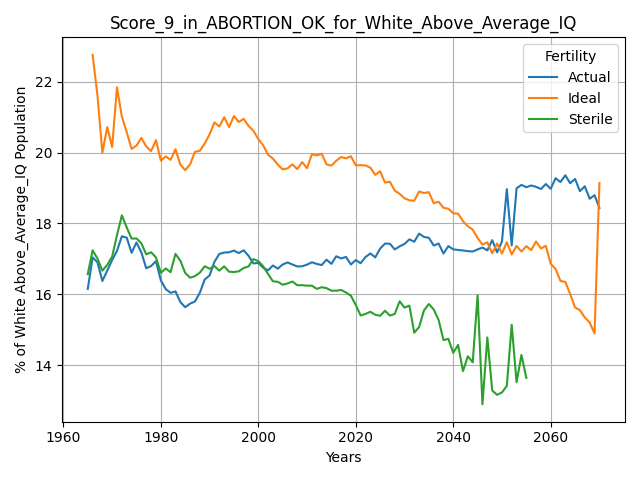 Score_9_in_ABORTION_OK_for_White_Above_Average_IQ
Fertility
Actual
Ideal
Sterile
% of White Above_Average_IQ Population
22
20
18
16
14
1960
1980
2000
2020
2040
2060
Years